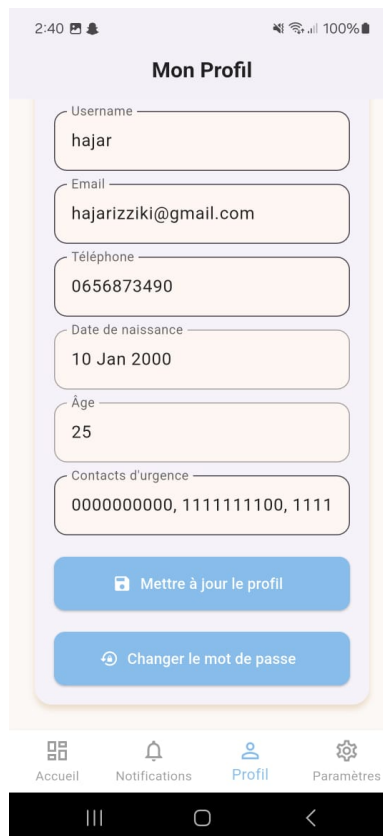 2:40 100%
Mon Profil
Username
hajar
Email
hajarizziki@gmail.com
Téléphone
0656873490
Date de naissance
10 Jan 2000
Âge
25
Contacts d'urgence
0000000000, 1111111100, 1111
Mettre à jour le profil
Changer le mot de passe
Accueil Notifications Profil Paramètres